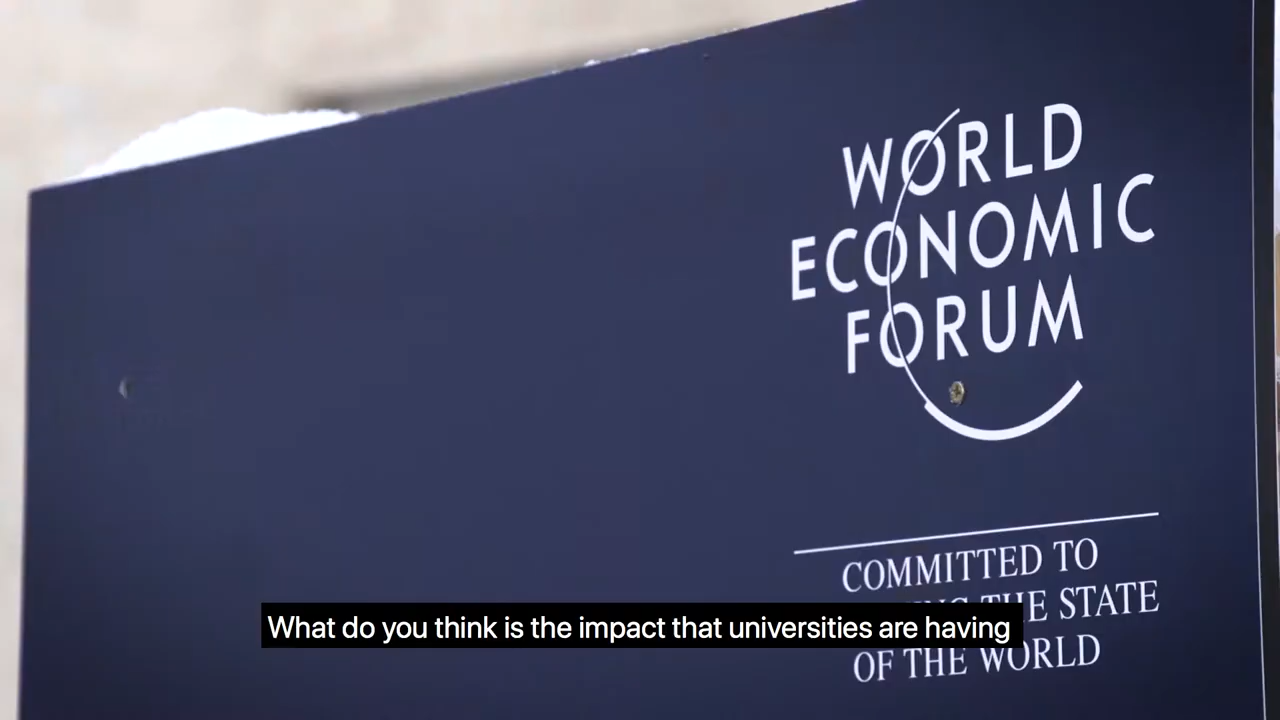 WORLD
ECONOMIC
FORUM
COMMITTED TO
THE STATE
OF THE WORLD
What do you think is the impact that universities are having